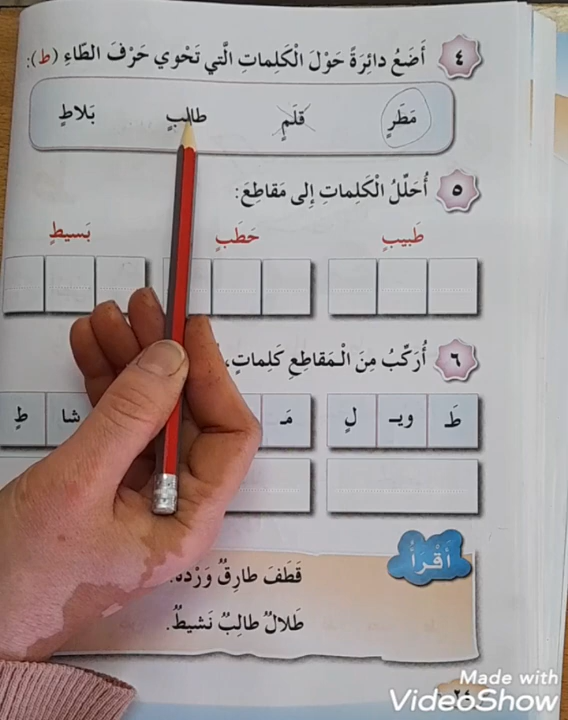 ٤ أَضَعُ دائِرَةً حَوْلَ الْكَلِماتِ الَّتي تَحْوي حَرْفَ الطّاءِ (ط):
مَطَرٍ قَلَمٍ طالِبٍ بَلاطٍ
٥ أُحَلِّلُ الْكَلِماتِ إِلى مَقاطِعَ:
طَبيبٍ حَطَبٍ بَسيطٍ
٦ أُرَكِّبُ مِنَ الْمَقاطِعِ كَلِماتٍ،
طَ ويـ لٍ مَـ شا طٍ
أَقْرَأُ
قَطَفَ طارِقٌ وَرْدَةً.
طَلالٌ طالِبٌ نَشيطٌ.
٢٤
Made with
VideoShow